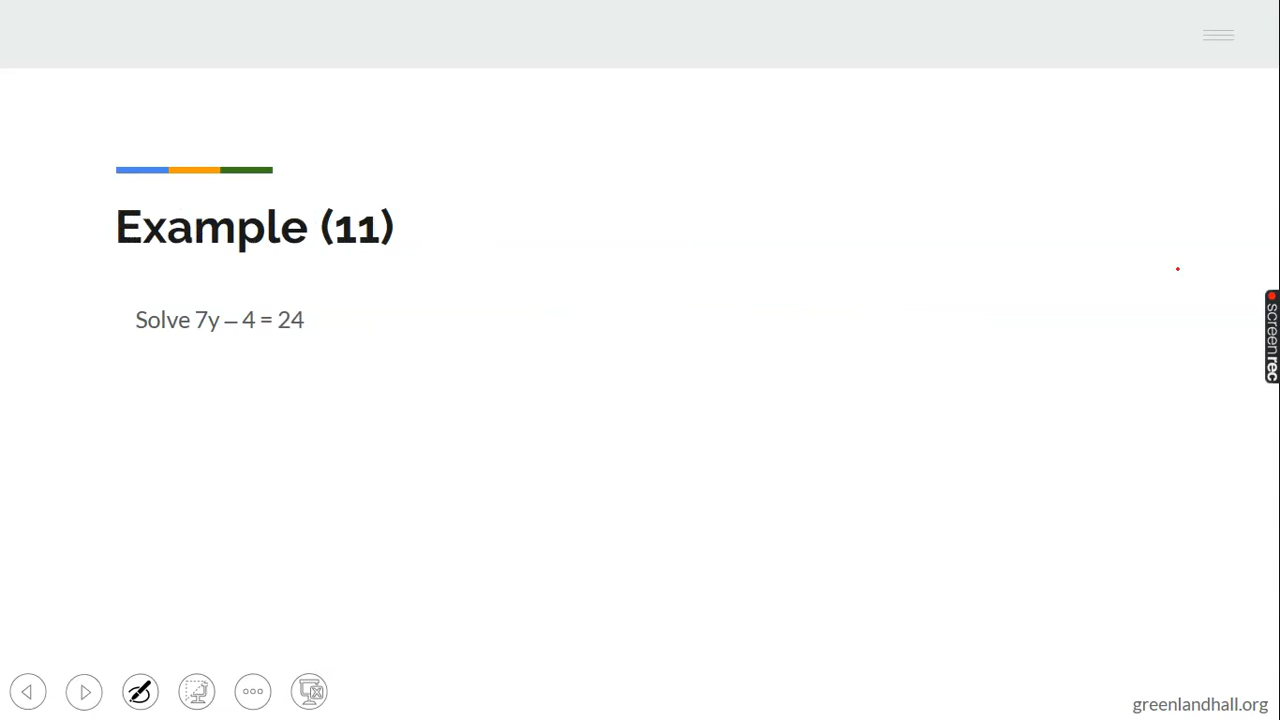 Example (11)
Solve 7y – 4 = 24
screenrec
greenlandhall.org